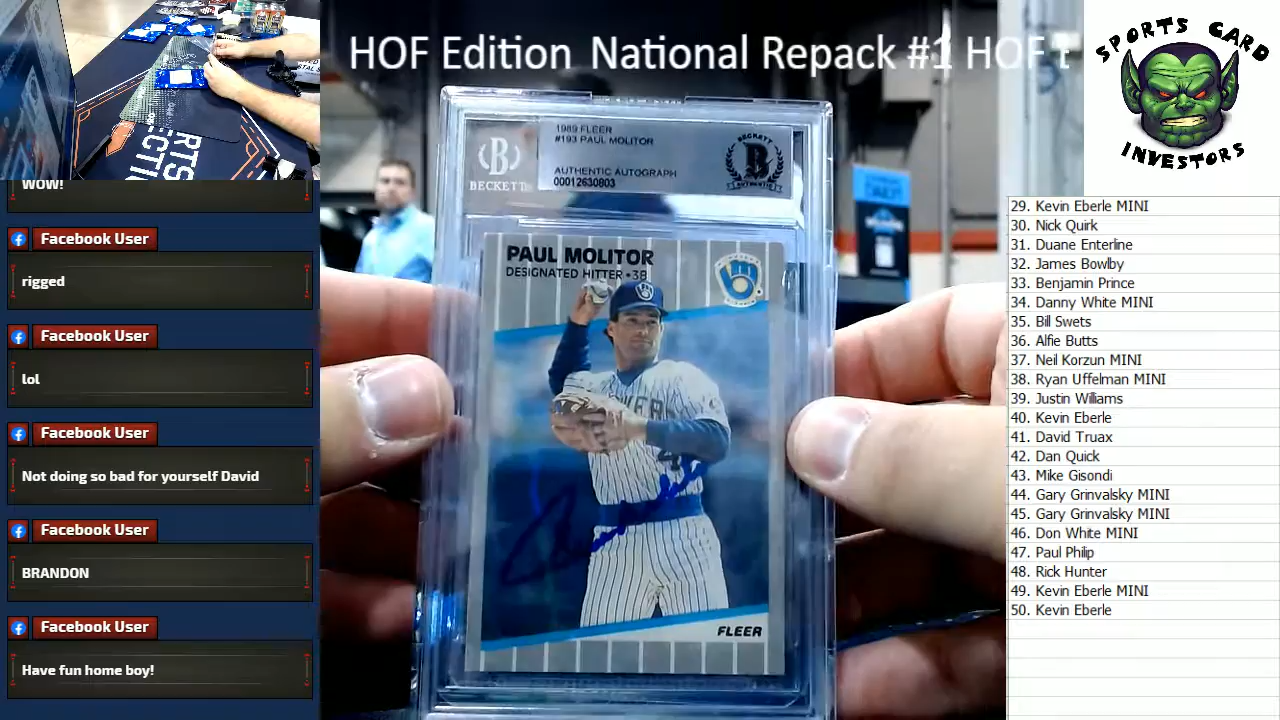 HOF Edition National Repack #1 HOF t
SPORTS CARD
INVESTORS
WOW!
Facebook User
rigged
Facebook User
lol
Facebook User
Not doing so bad for yourself David
Facebook User
BRANDON
Facebook User
Have fun home boy!
BECKETT
1989 FLEER
#193 PAUL MOLITOR
AUTHENTIC AUTOGRAPH
00012630803
BECKETT
B
AUTHENTIC
PAUL MOLITOR
DESIGNATED HITTER • 3B
FLEER
29. Kevin Eberle MINI
30. Nick Quirk
31. Duane Enterline
32. James Bowlby
33. Benjamin Prince
34. Danny White MINI
35. Bill Swets
36. Alfie Butts
37. Neil Korzun MINI
38. Ryan Uffelman MINI
39. Justin Wiliams
40. Kevin Eberle
41. David Truax
42. Dan Quick
43. Mike Gisondi
44. Gary Grinvalsky MINI
45. Gary Grinvalsky MINI
46. Don White MINI
47. Paul Philip
48. Rick Hunter
49. Kevin Eberle MINI
50. Kevin Eberle